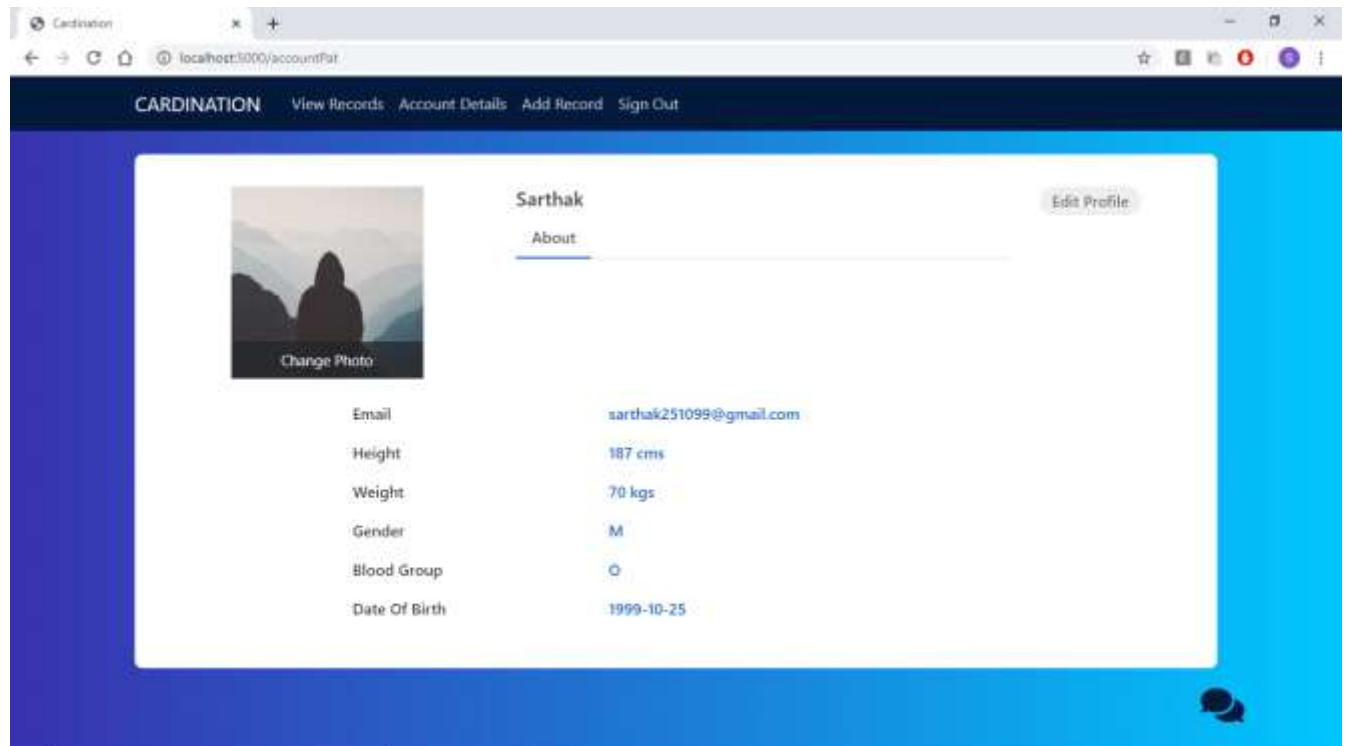 Cardination
localhost:5000/accountPat
CARDINATION View Records Account Details Add Record Sign Out
Sarthak
Edit Profile
About
Change Photo
Email sarthak251099@gmail.com
Height 187 cms
Weight 70 kgs
Gender M
Blood Group O
Date Of Birth 1999-10-25